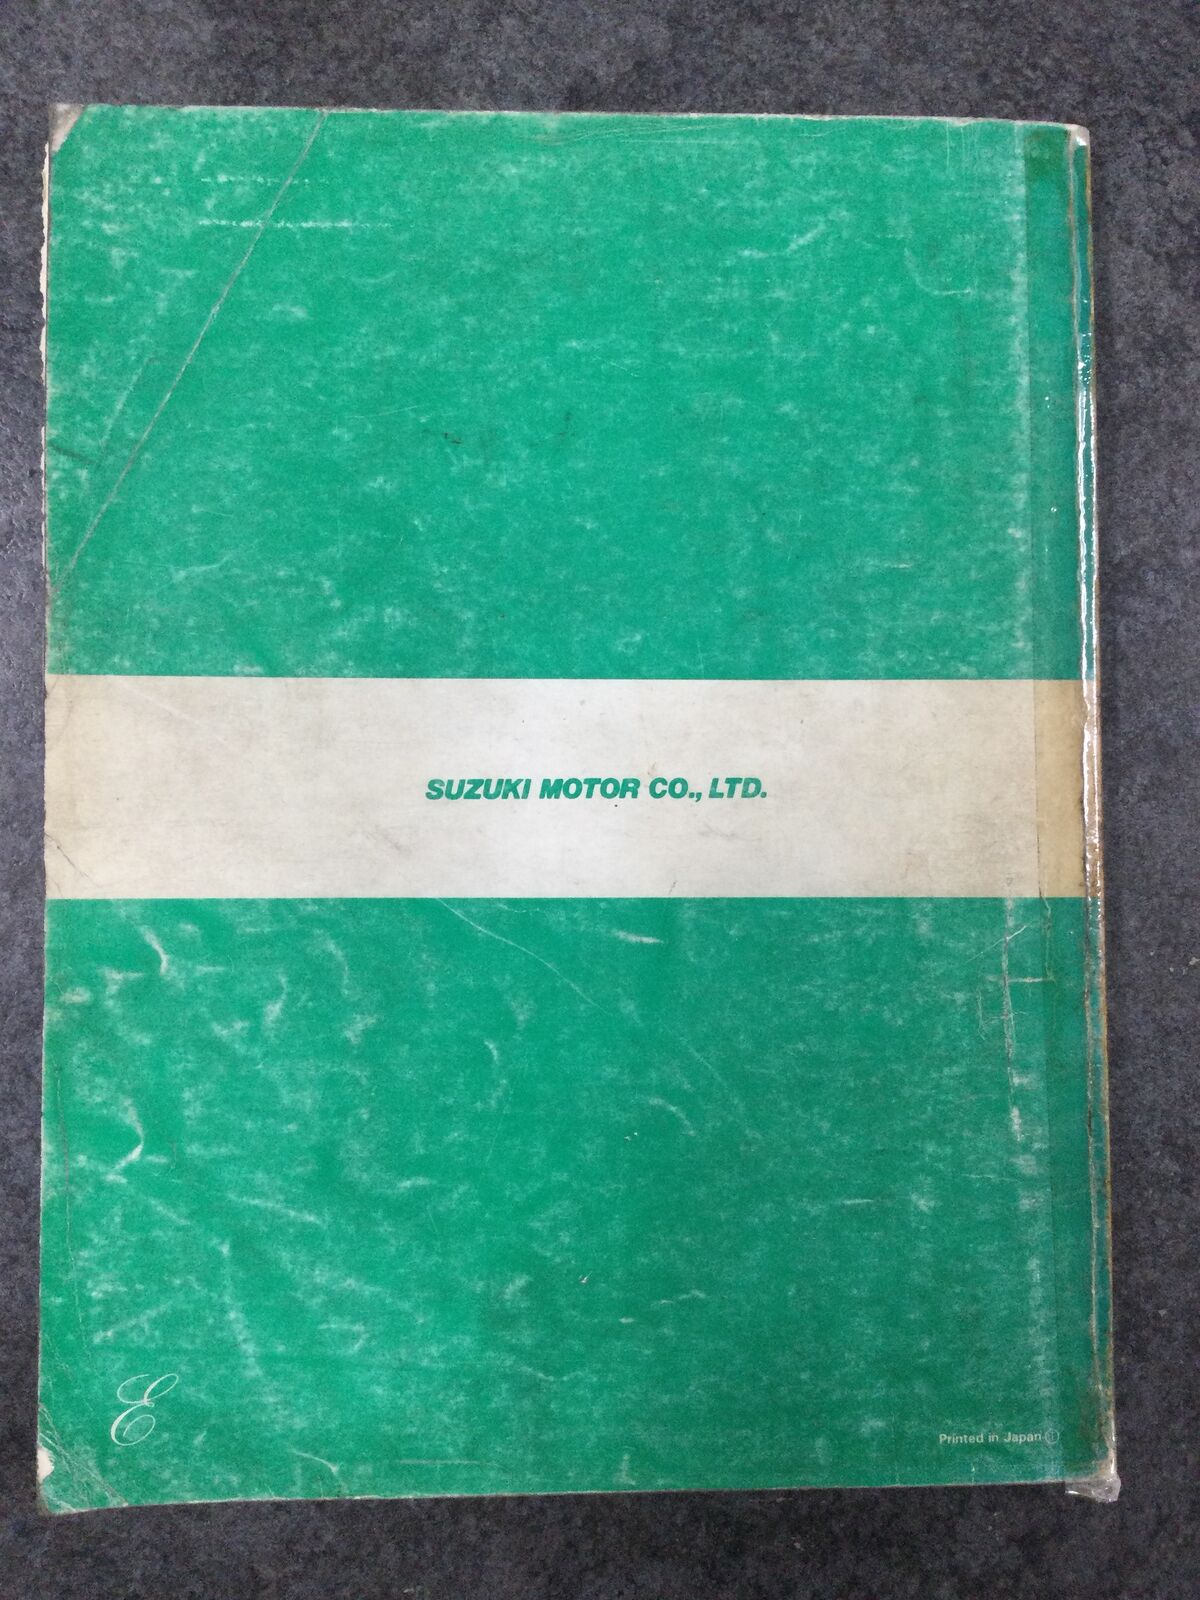 SUZUKI MOTOR CO., LTD.
E
Printed in Japan